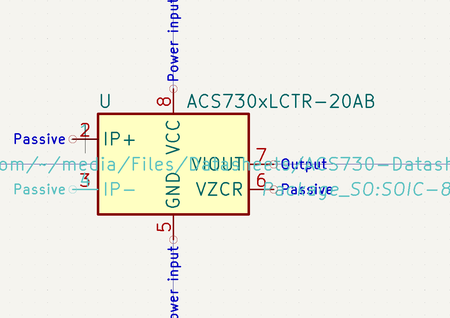 Power input
8
U
ACS730xLCTR-20AB
Passive
2
IP+
VCC
om/~/media/Files/Datasheets/ACS730-Datash
VIOUT
7
Output
Passive
3
IP-
VZCR
6
Passive
Package_SO:SOIC-8
GND
5
ower input